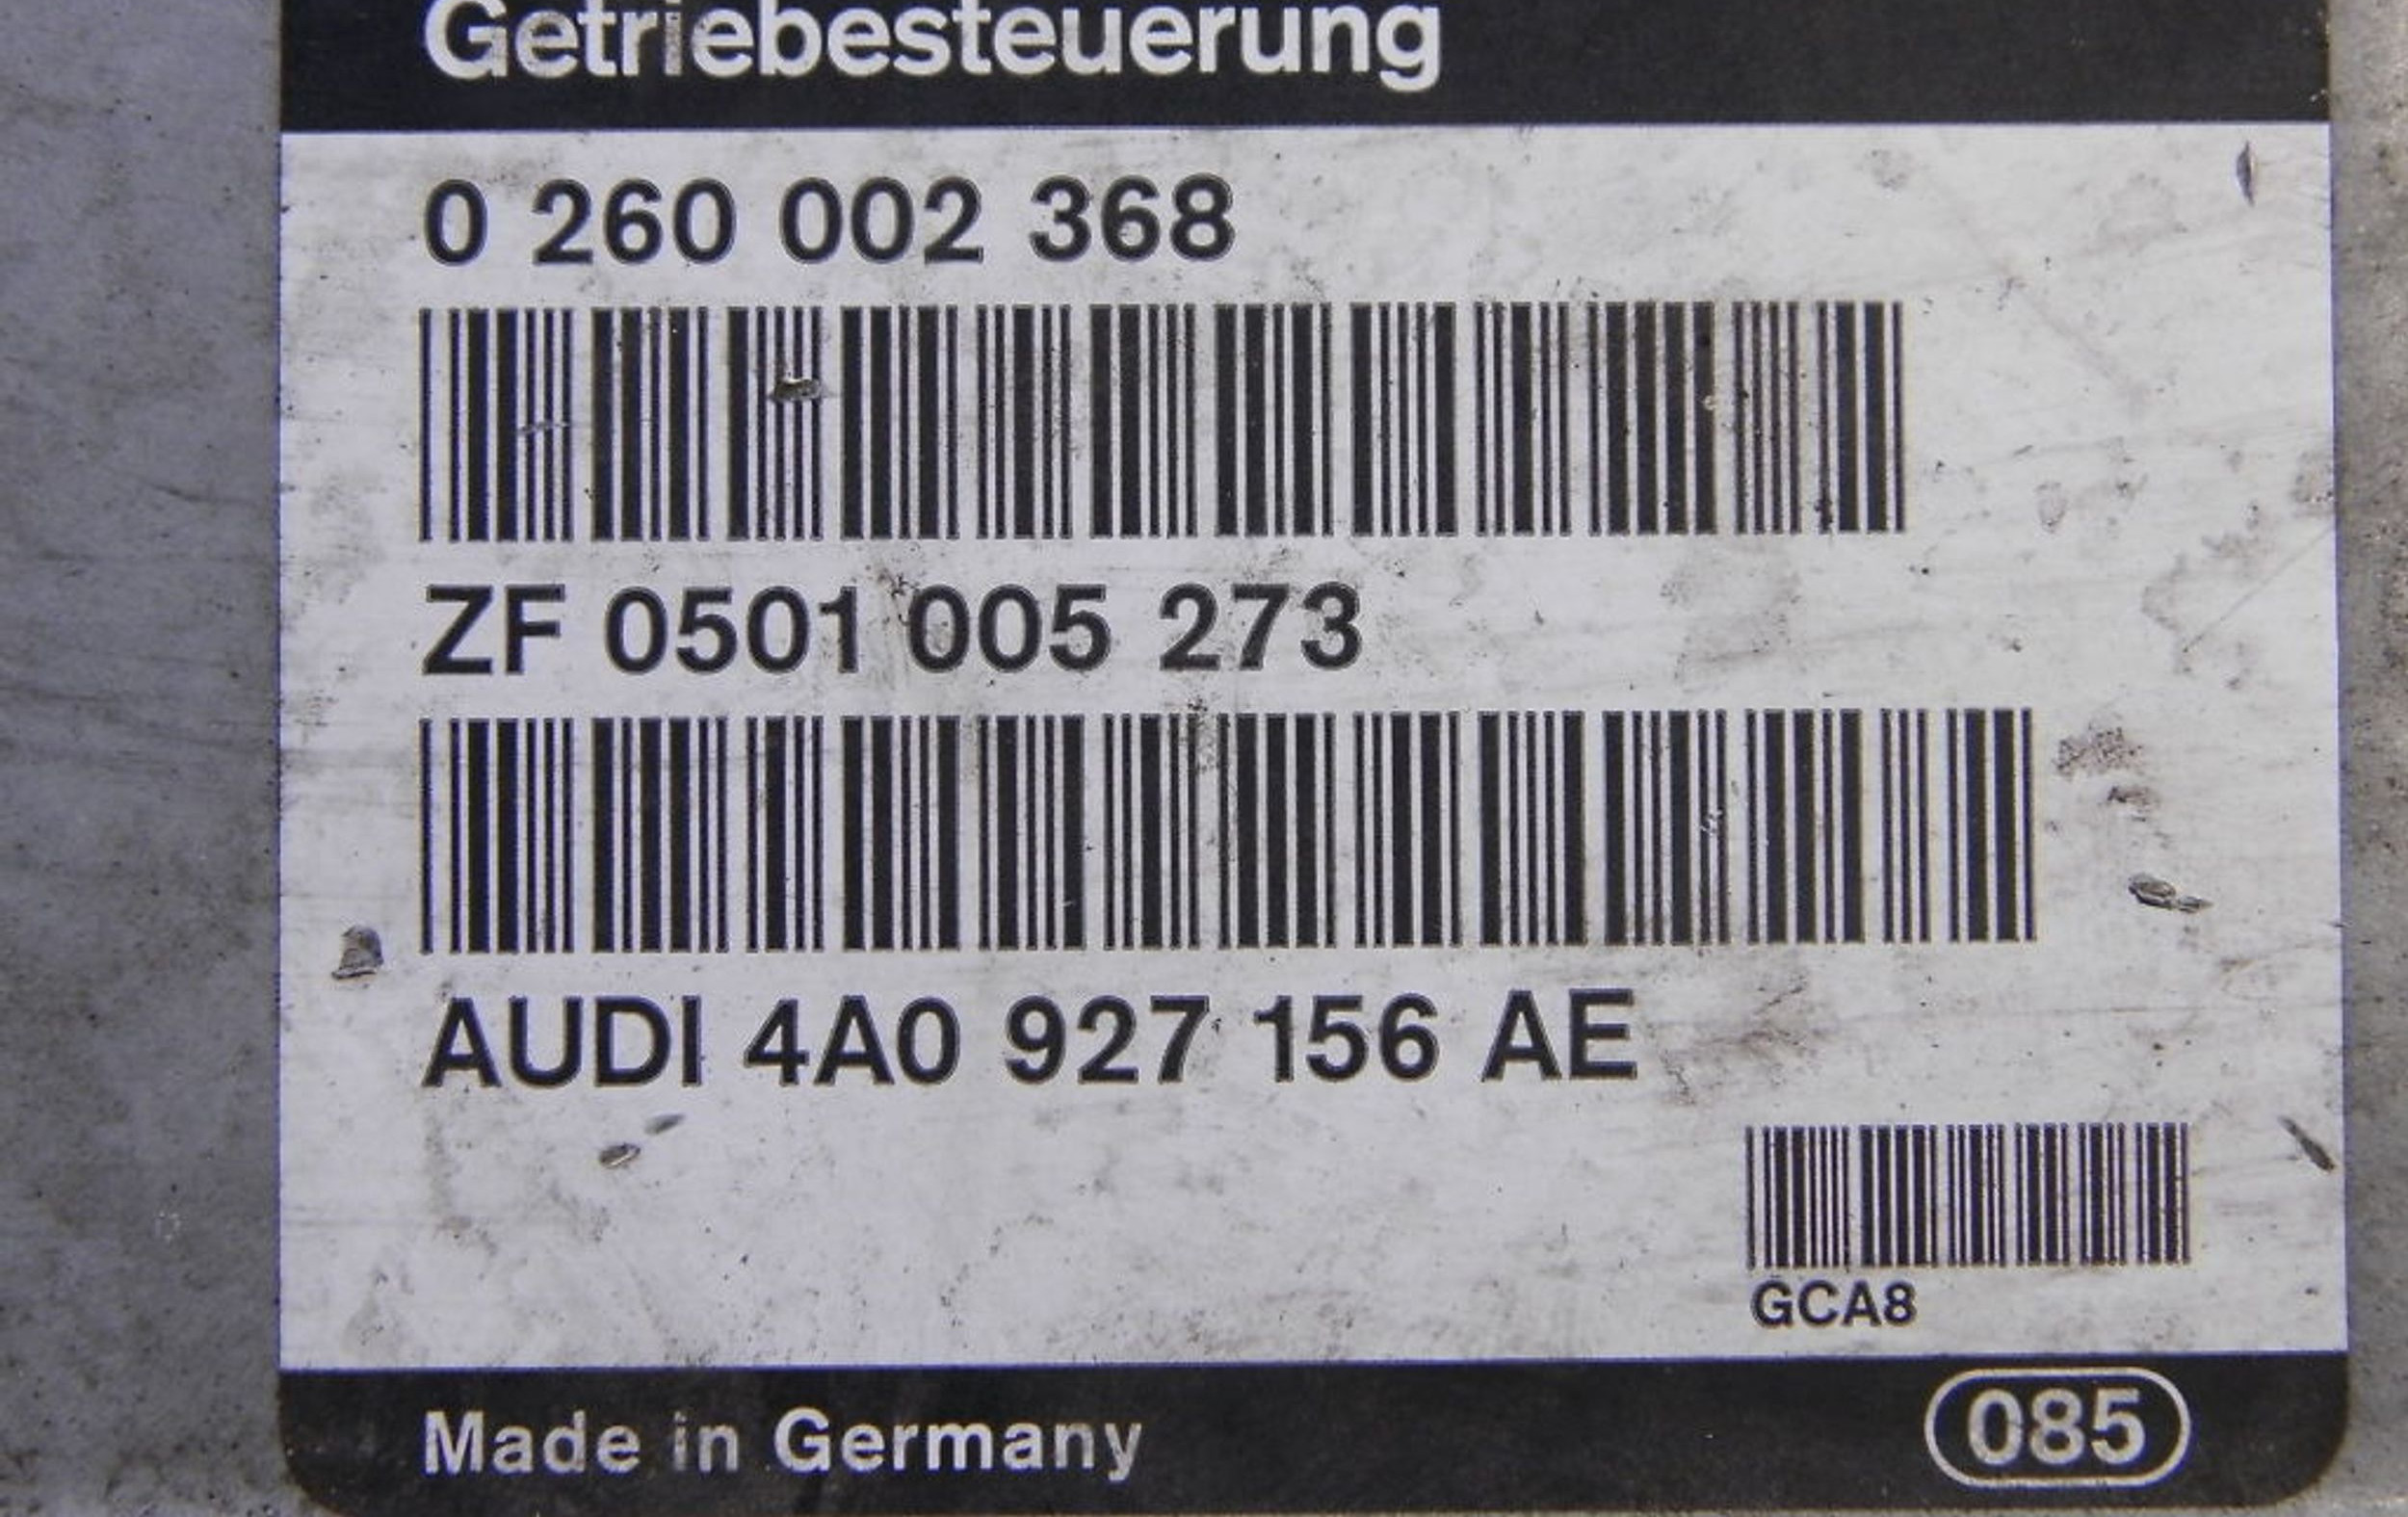 Getriebesteuerung
0 260 002 368
ZF 0501 005 273
AUDI 4A0 927 156 AE
GCA8
Made in Germany
085